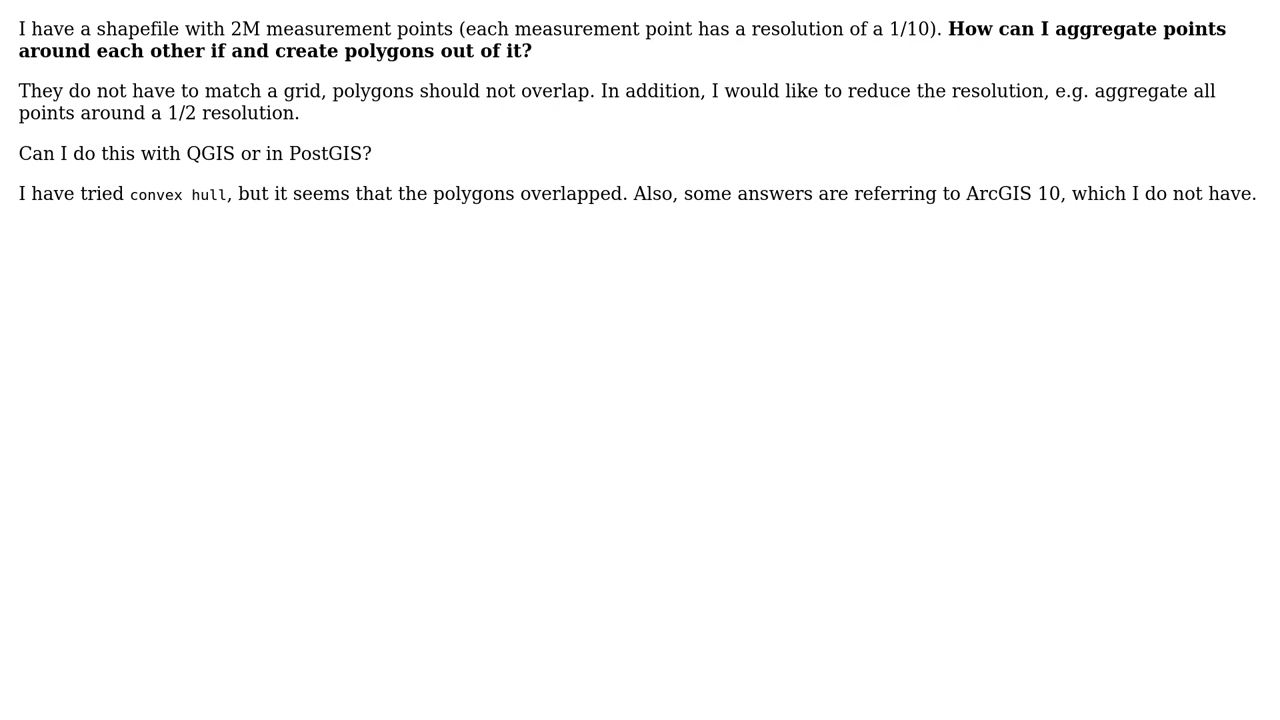 I have a shapefile with 2M measurement points (each measurement point has a resolution of a 1/10). How can I aggregate points
around each other if and create polygons out of it?
They do not have to match a grid, polygons should not overlap. In addition, I would like to reduce the resolution, e.g. aggregate all
points around a 1/2 resolution.
Can I do this with QGIS or in PostGIS?
I have tried convex hull, but it seems that the polygons overlapped. Also, some answers are referring to ArcGIS 10, which I do not have.